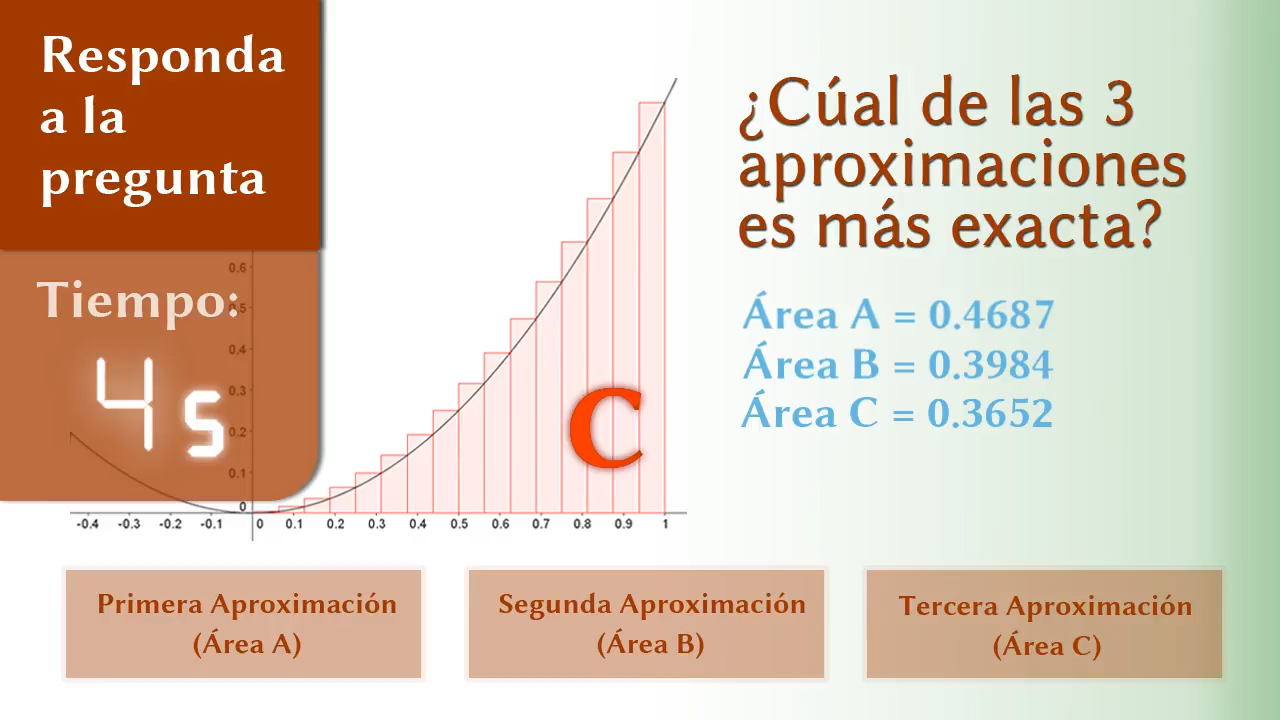 Responda
a la
pregunta
Tiempo:
4s
¿Cúal de las 3
aproximaciones
es más exacta?
Área A = 0.4687
Área B = 0.3984
Área C = 0.3652
0.6
0.5
0.4
0.3
0.2
0.1
0
-0.4 -0.3 -0.2 -0.1 0 0.1 0.2 0.3 0.4 0.5 0.6 0.7 0.8 0.9 1
C
Primera Aproximación
(Área A)
Segunda Aproximación
(Área B)
Tercera Aproximación
(Área C)